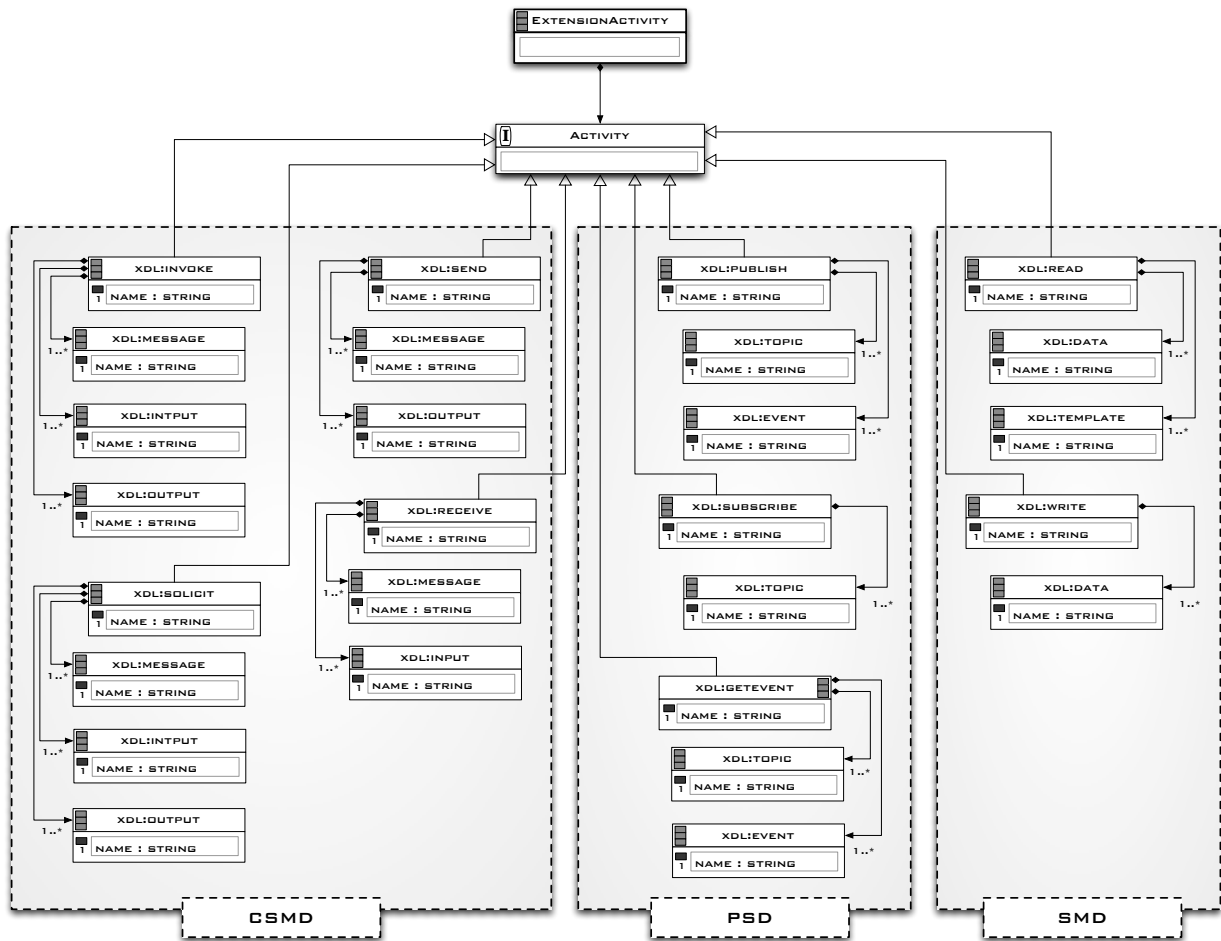 ExtensionActivity
I
Activity
xdl:invoke
1
name : string
xdl:message
1..*
1
name : string
xdl:intput
1..*
1
name : string
xdl:output
1..*
1
name : string
xdl:solicit
1
name : string
xdl:message
1..*
1
name : string
xdl:intput
1..*
1
name : string
xdl:output
1..*
1
name : string
xdl:send
1
name : string
xdl:message
1..*
1
name : string
xdl:output
1..*
1
name : string
xdl:receive
1
name : string
xdl:message
1..*
1
name : string
xdl:input
1..*
1
name : string
CSMD
xdl:publish
1
name : string
xdl:topic
1..*
1
name : string
xdl:event
1..*
1
name : string
xdl:subscribe
1
name : string
xdl:topic
1..*
1
name : string
xdl:getevent
1
name : string
xdl:topic
1..*
1
name : string
xdl:event
1..*
1
name : string
PSD
xdl:read
1
name : string
xdl:data
1..*
1
name : string
xdl:template
1..*
1
name : string
xdl:write
1
name : string
xdl:data
1..*
1
name : string
SMD